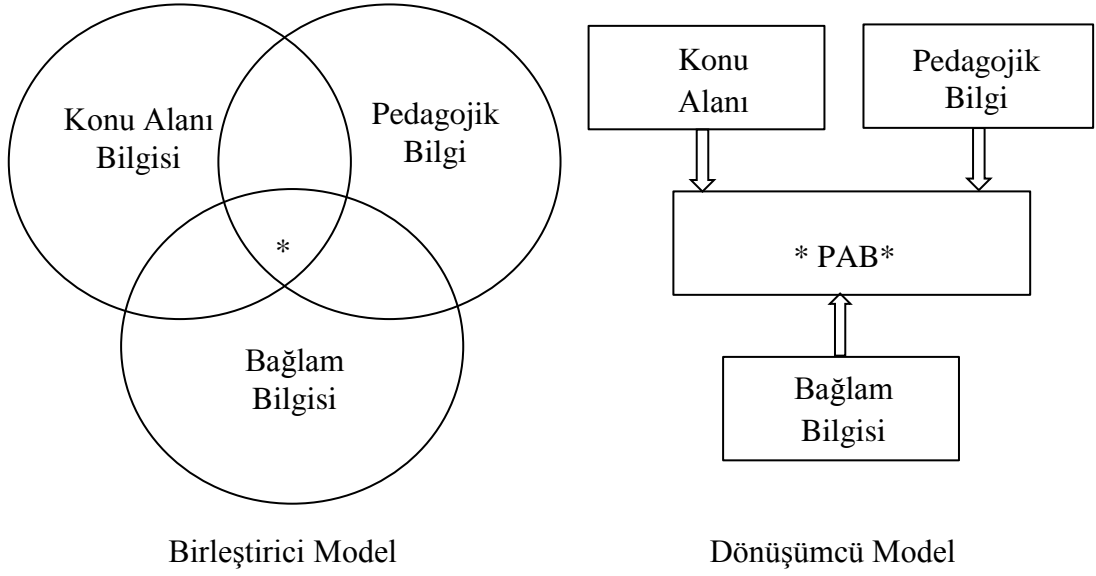 Konu Alanı
Bilgisi
Pedagojik
Bilgi
*
Bağlam
Bilgisi
Birleştirici Model
Konu
Alanı
Pedagojik
Bilgi
* PAB*
Bağlam
Bilgisi
Dönüşümcü Model